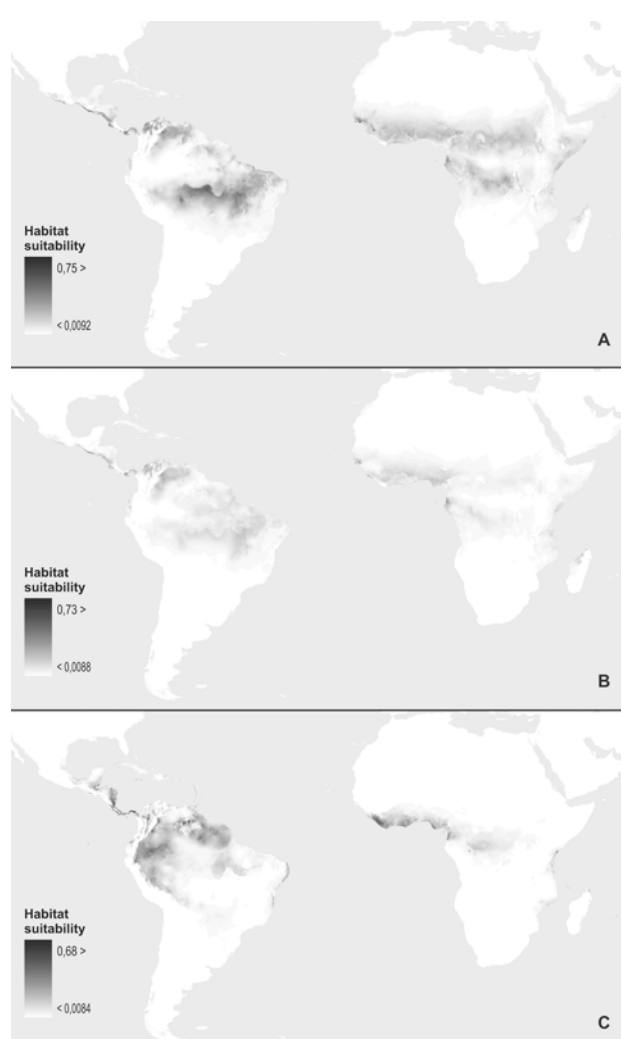 Habitat
suitability
0,75 >
< 0,0092
A
Habitat
suitability
0,73 >
< 0,0088
B
Habitat
suitability
0,68 >
< 0,0084
C